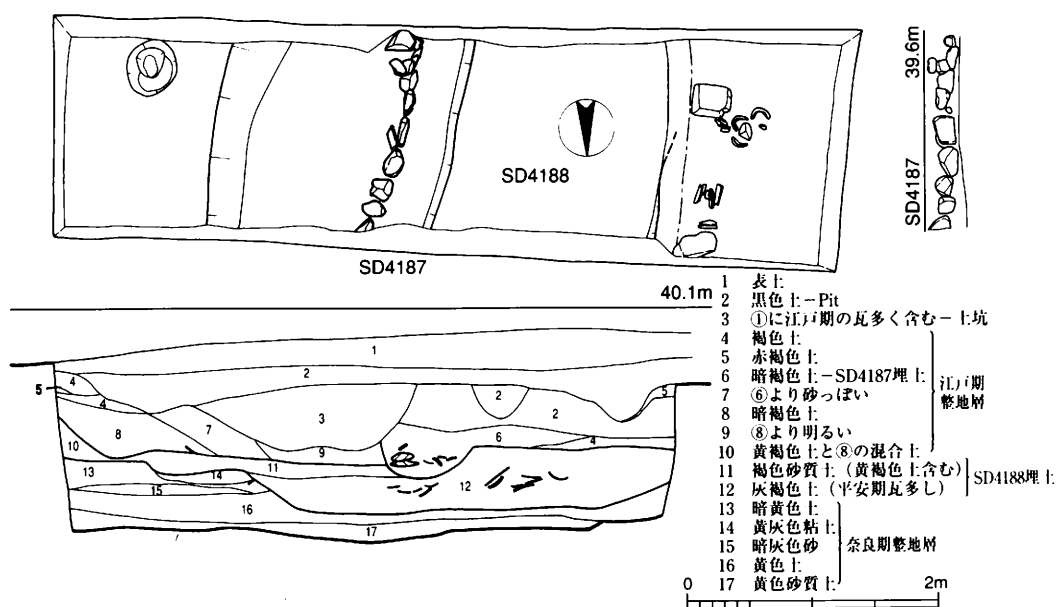 SD4188
SD4187
39.6m
SD4187
40.1m
1 表土
2 黒色土-Pit
3 ①に江戸期の瓦多く含む-土坑
4 褐色土
5 赤褐色土
6 暗褐色土-SD4187埋土
7 ⑥より砂っぽい
8 暗褐色土
9 ⑧より明るい
10 黄褐色土と⑧の混合土
江戸期
整地層
11 褐色砂質土(黄褐色土含む)
12 灰褐色土(平安期瓦多し)
SD4188埋土
13 暗黄色土
14 黄灰色粘土
15 暗灰色砂
16 黄色土
17 黄色砂質土
奈良期整地層
0 2m
1
2
4
5
4
3
2
2
5
8
7
6
4
9
10
11
13
14
12
15
16
17